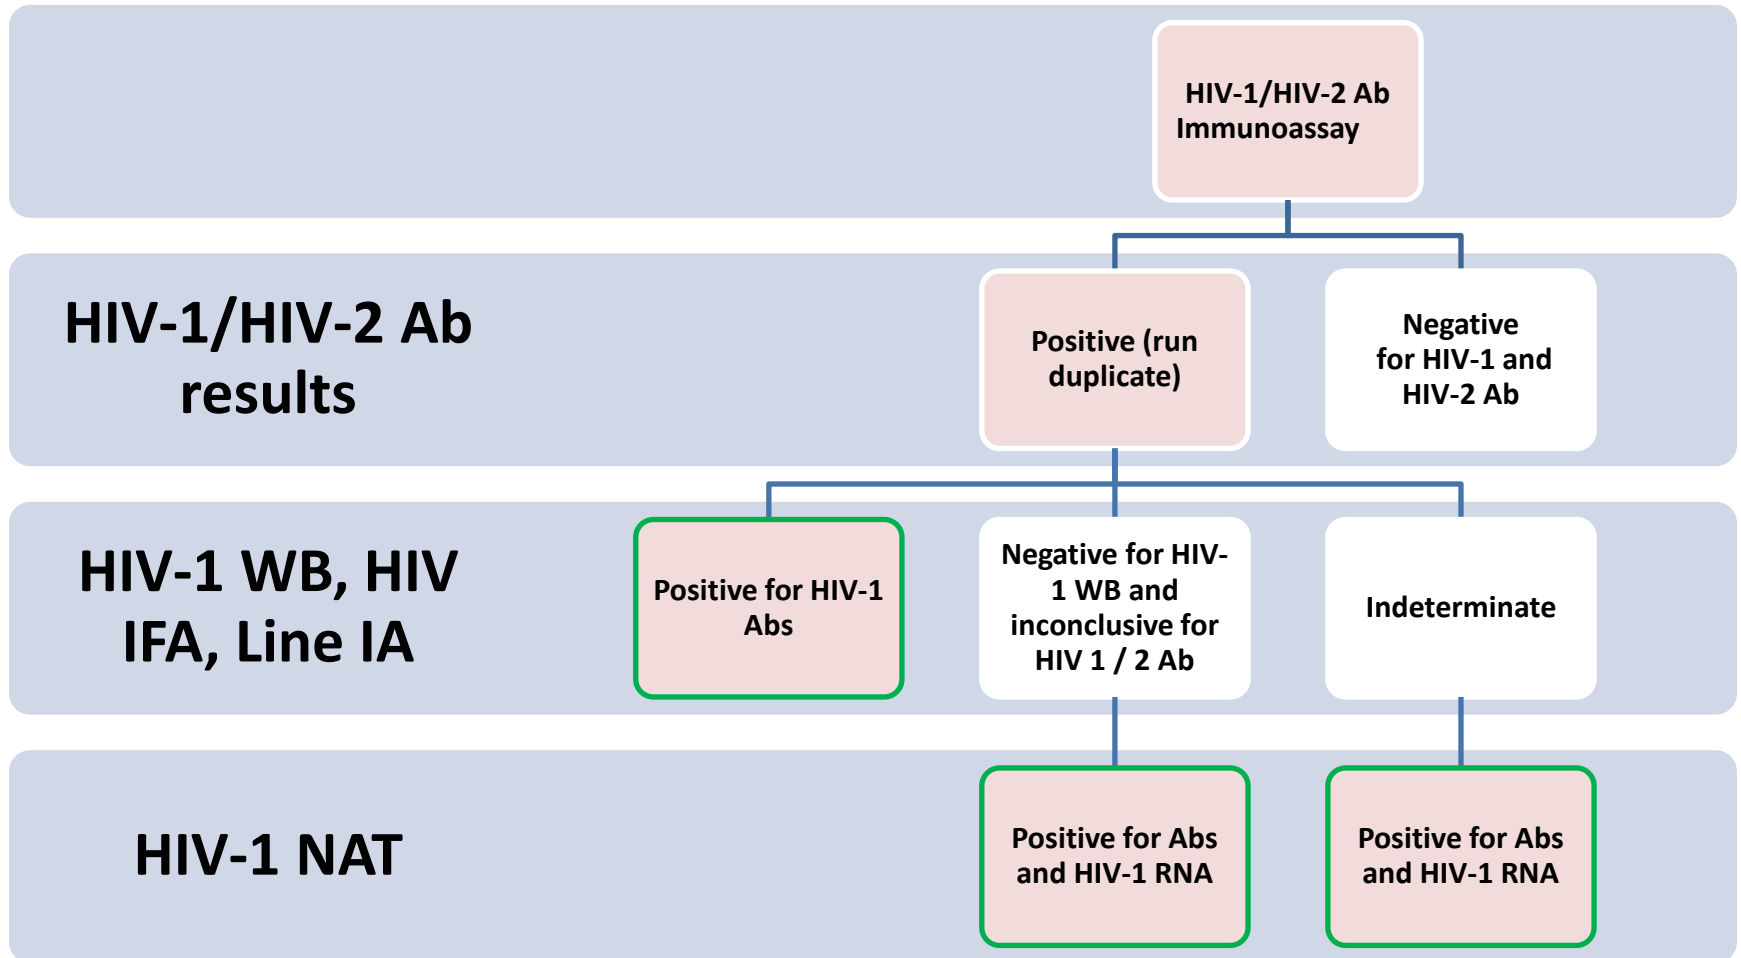 HIV-1/HIV-2 Ab
Immunoassay
HIV-1/HIV-2 Ab
results
Positive (run
duplicate)
Negative
for HIV-1 and
HIV-2 Ab
HIV-1 WB, HIV
IFA, Line IA
Positive for HIV-1
Abs
Negative for HIV-
1 WB and
inconclusive for
HIV 1 / 2 Ab
Indeterminate
HIV-1 NAT
Positive for Abs
and HIV-1 RNA
Positive for Abs
and HIV-1 RNA